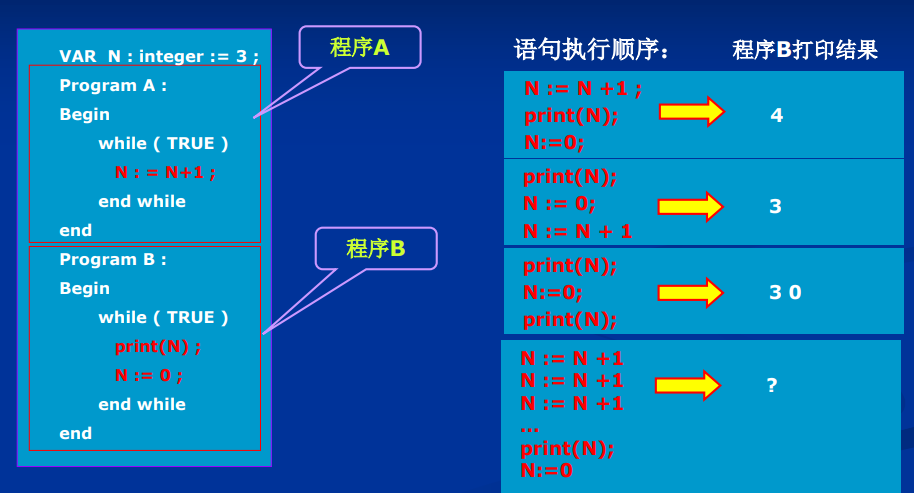 VAR  N : integer := 3 ;
Program A :
Begin
while ( TRUE )
N : = N+1 ;
end while
end
Program B :
Begin
while ( TRUE )
print(N) ;
N := 0 ;
end while
end
程序A
程序B
语句执行顺序：
程序B打印结果
N := N +1 ;
print(N);
N:=0;
4
print(N);
N := 0;
N := N + 1
3
print(N);
N:=0;
print(N);
3 0
N := N +1
N := N +1
N := N +1
...
print(N);
N:=0
?